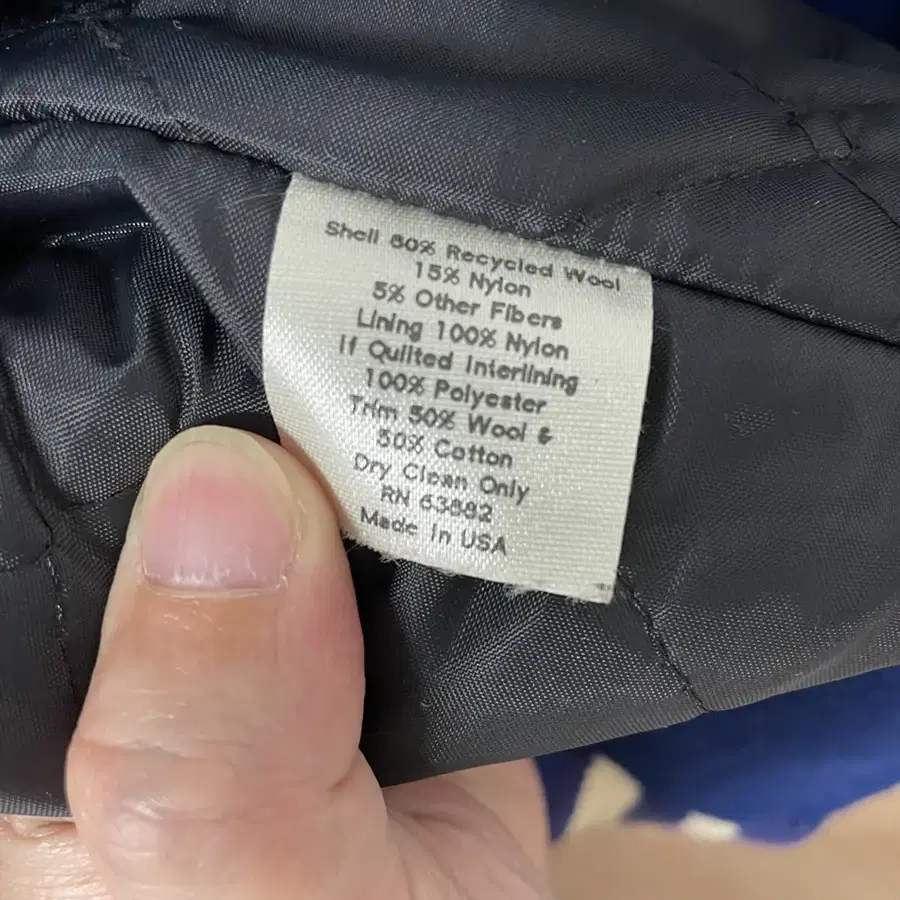 Shell 80% Recycled Wool
15% Nylon
5% Other Fibers
Lining 100% Nylon
If Quilted Interlining
100% Polyester
Trim 50% Wool &
50% Cotton
Dry Clean Only
RN 63882
Made in USA